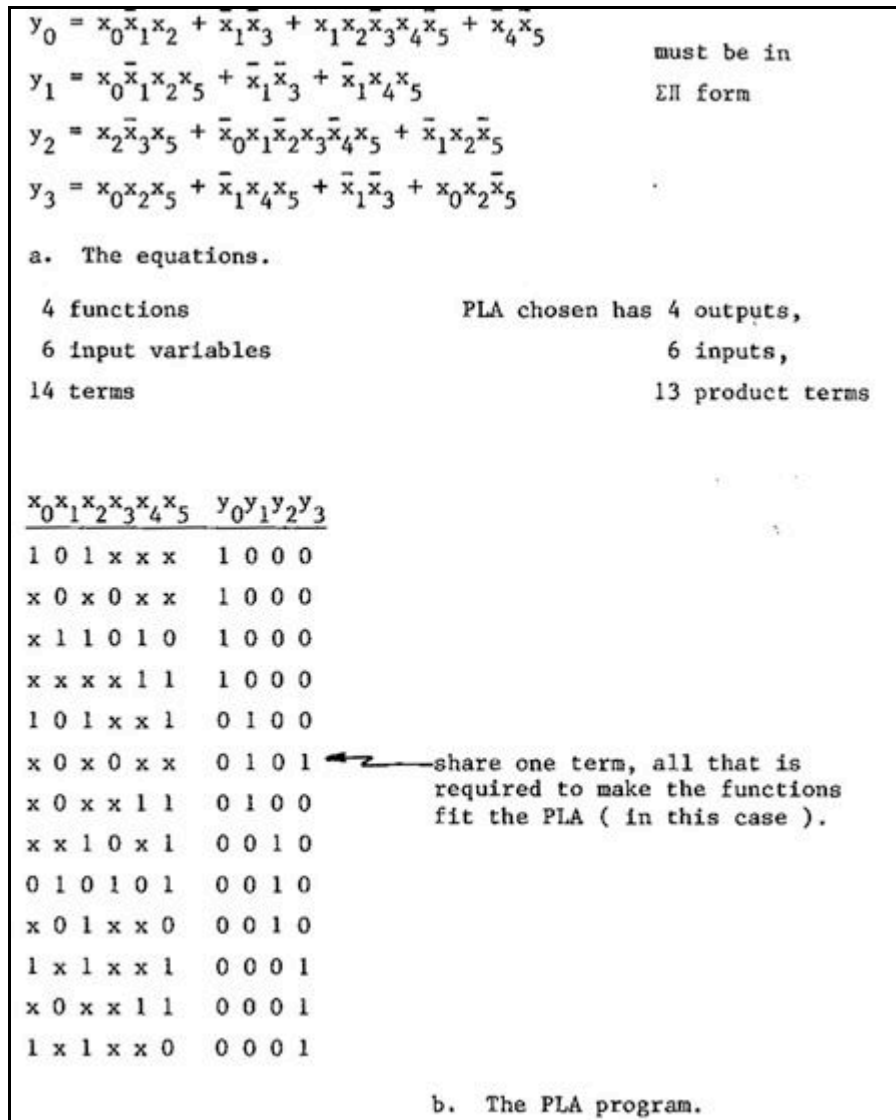 y₀ = x₀x̄₁x₂ + x̄₁x̄₃ + x₁x₂x̄₃x₄x̄₅ + x̄₄x̄₅
must be in
y₁ = x₀x̄₁x₂x₅ + x̄₁x̄₃ + x̄₁x₄x₅
ΣΠ form
y₂ = x₂x̄₃x₅ + x̄₀x₁x̄₂x₃x̄₄x₅ + x̄₁x₂x̄₅
y₃ = x₀x₂x₅ + x̄₁x₄x₅ + x̄₁x̄₃ + x₀x₂x̄₅
a. The equations.
4 functions PLA chosen has 4 outputs,
6 input variables 6 inputs,
14 terms 13 product terms
x₀x₁x₂x₃x₄x₅ y₀y₁y₂y₃
1 0 1 x x x 1 0 0 0
x 0 x 0 x x 1 0 0 0
x 1 1 0 1 0 1 0 0 0
x x x x 1 1 1 0 0 0
1 0 1 x x 1 0 1 0 0
x 0 x 0 x x 0 1 0 1 share one term, all that is
required to make the functions
x 0 x x 1 1 0 1 0 0 fit the PLA ( in this case ).
x x 1 0 x 1 0 0 1 0
0 1 0 1 0 1 0 0 1 0
x 0 1 x x 0 0 0 1 0
1 x 1 x x 1 0 0 0 1
x 0 x x 1 1 0 0 0 1
1 x 1 x x 0 0 0 0 1
b. The PLA program.